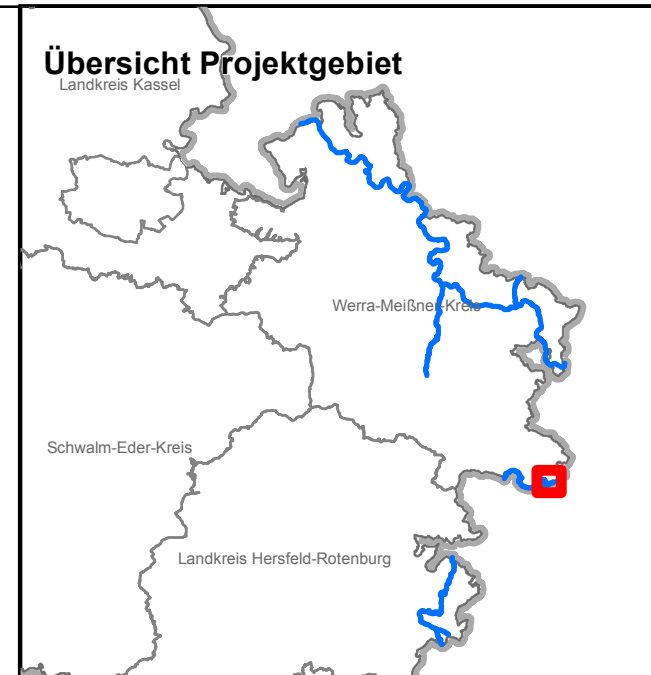 Übersicht Projektgebiet
Landkreis Kassel
Werra-Meißner-Kreis
Schwalm-Eder-Kreis
Landkreis Hersfeld-Rotenburg